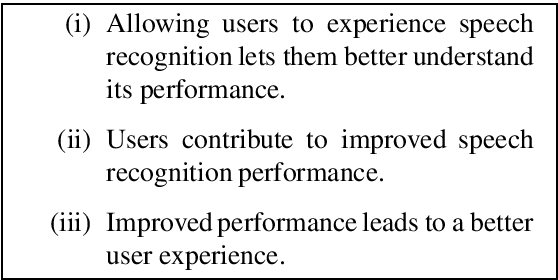 (i) Allowing users to experience speech
recognition lets them better understand
its performance.
(ii) Users contribute to improved speech
recognition performance.
(iii) Improved performance leads to a better
user experience.